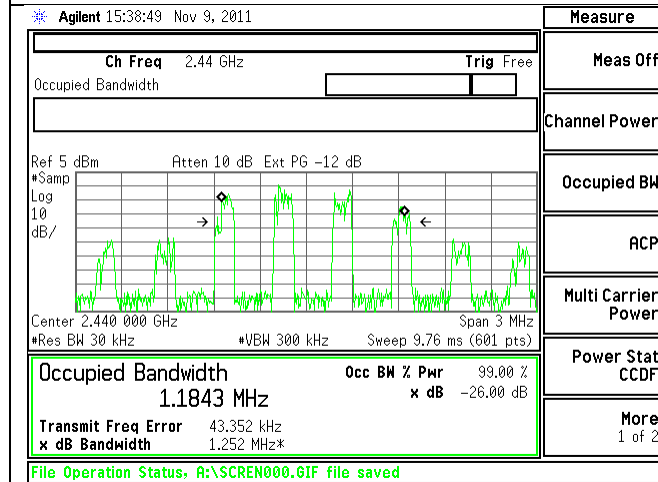 Agilent 15:38:49 Nov 9, 2011
Measure
Ch Freq 2.44 GHz Trig Free
Meas Off
Occupied Bandwidth
Channel Power
Ref 5 dBm Atten 10 dB Ext PG -12 dB
#Samp
Log
10
dB/
Occupied BW
ACP
Multi Carrier
Power
Center 2.440 000 GHz Span 3 MHz
#Res BW 30 kHz #VBW 300 kHz Sweep 9.76 ms (601 pts)
Power Stat
CCDF
Occupied Bandwidth Occ BW % Pwr 99.00 %
1.1843 MHz x dB -26.00 dB
Transmit Freq Error 43.352 kHz
x dB Bandwidth 1.252 MHz*
More
1 of 2
File Operation Status, A:\SCREN000.GIF file saved